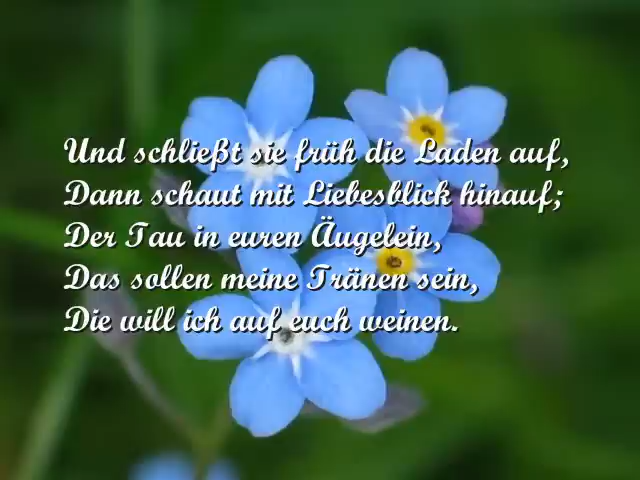 Und schließt sie früh die Laden auf,
Dann schaut mit Liebesblick hinauf;
Der Tau in euren Äugelein,
Das sollen meine Tränen sein,
Die will ich auf euch weinen.